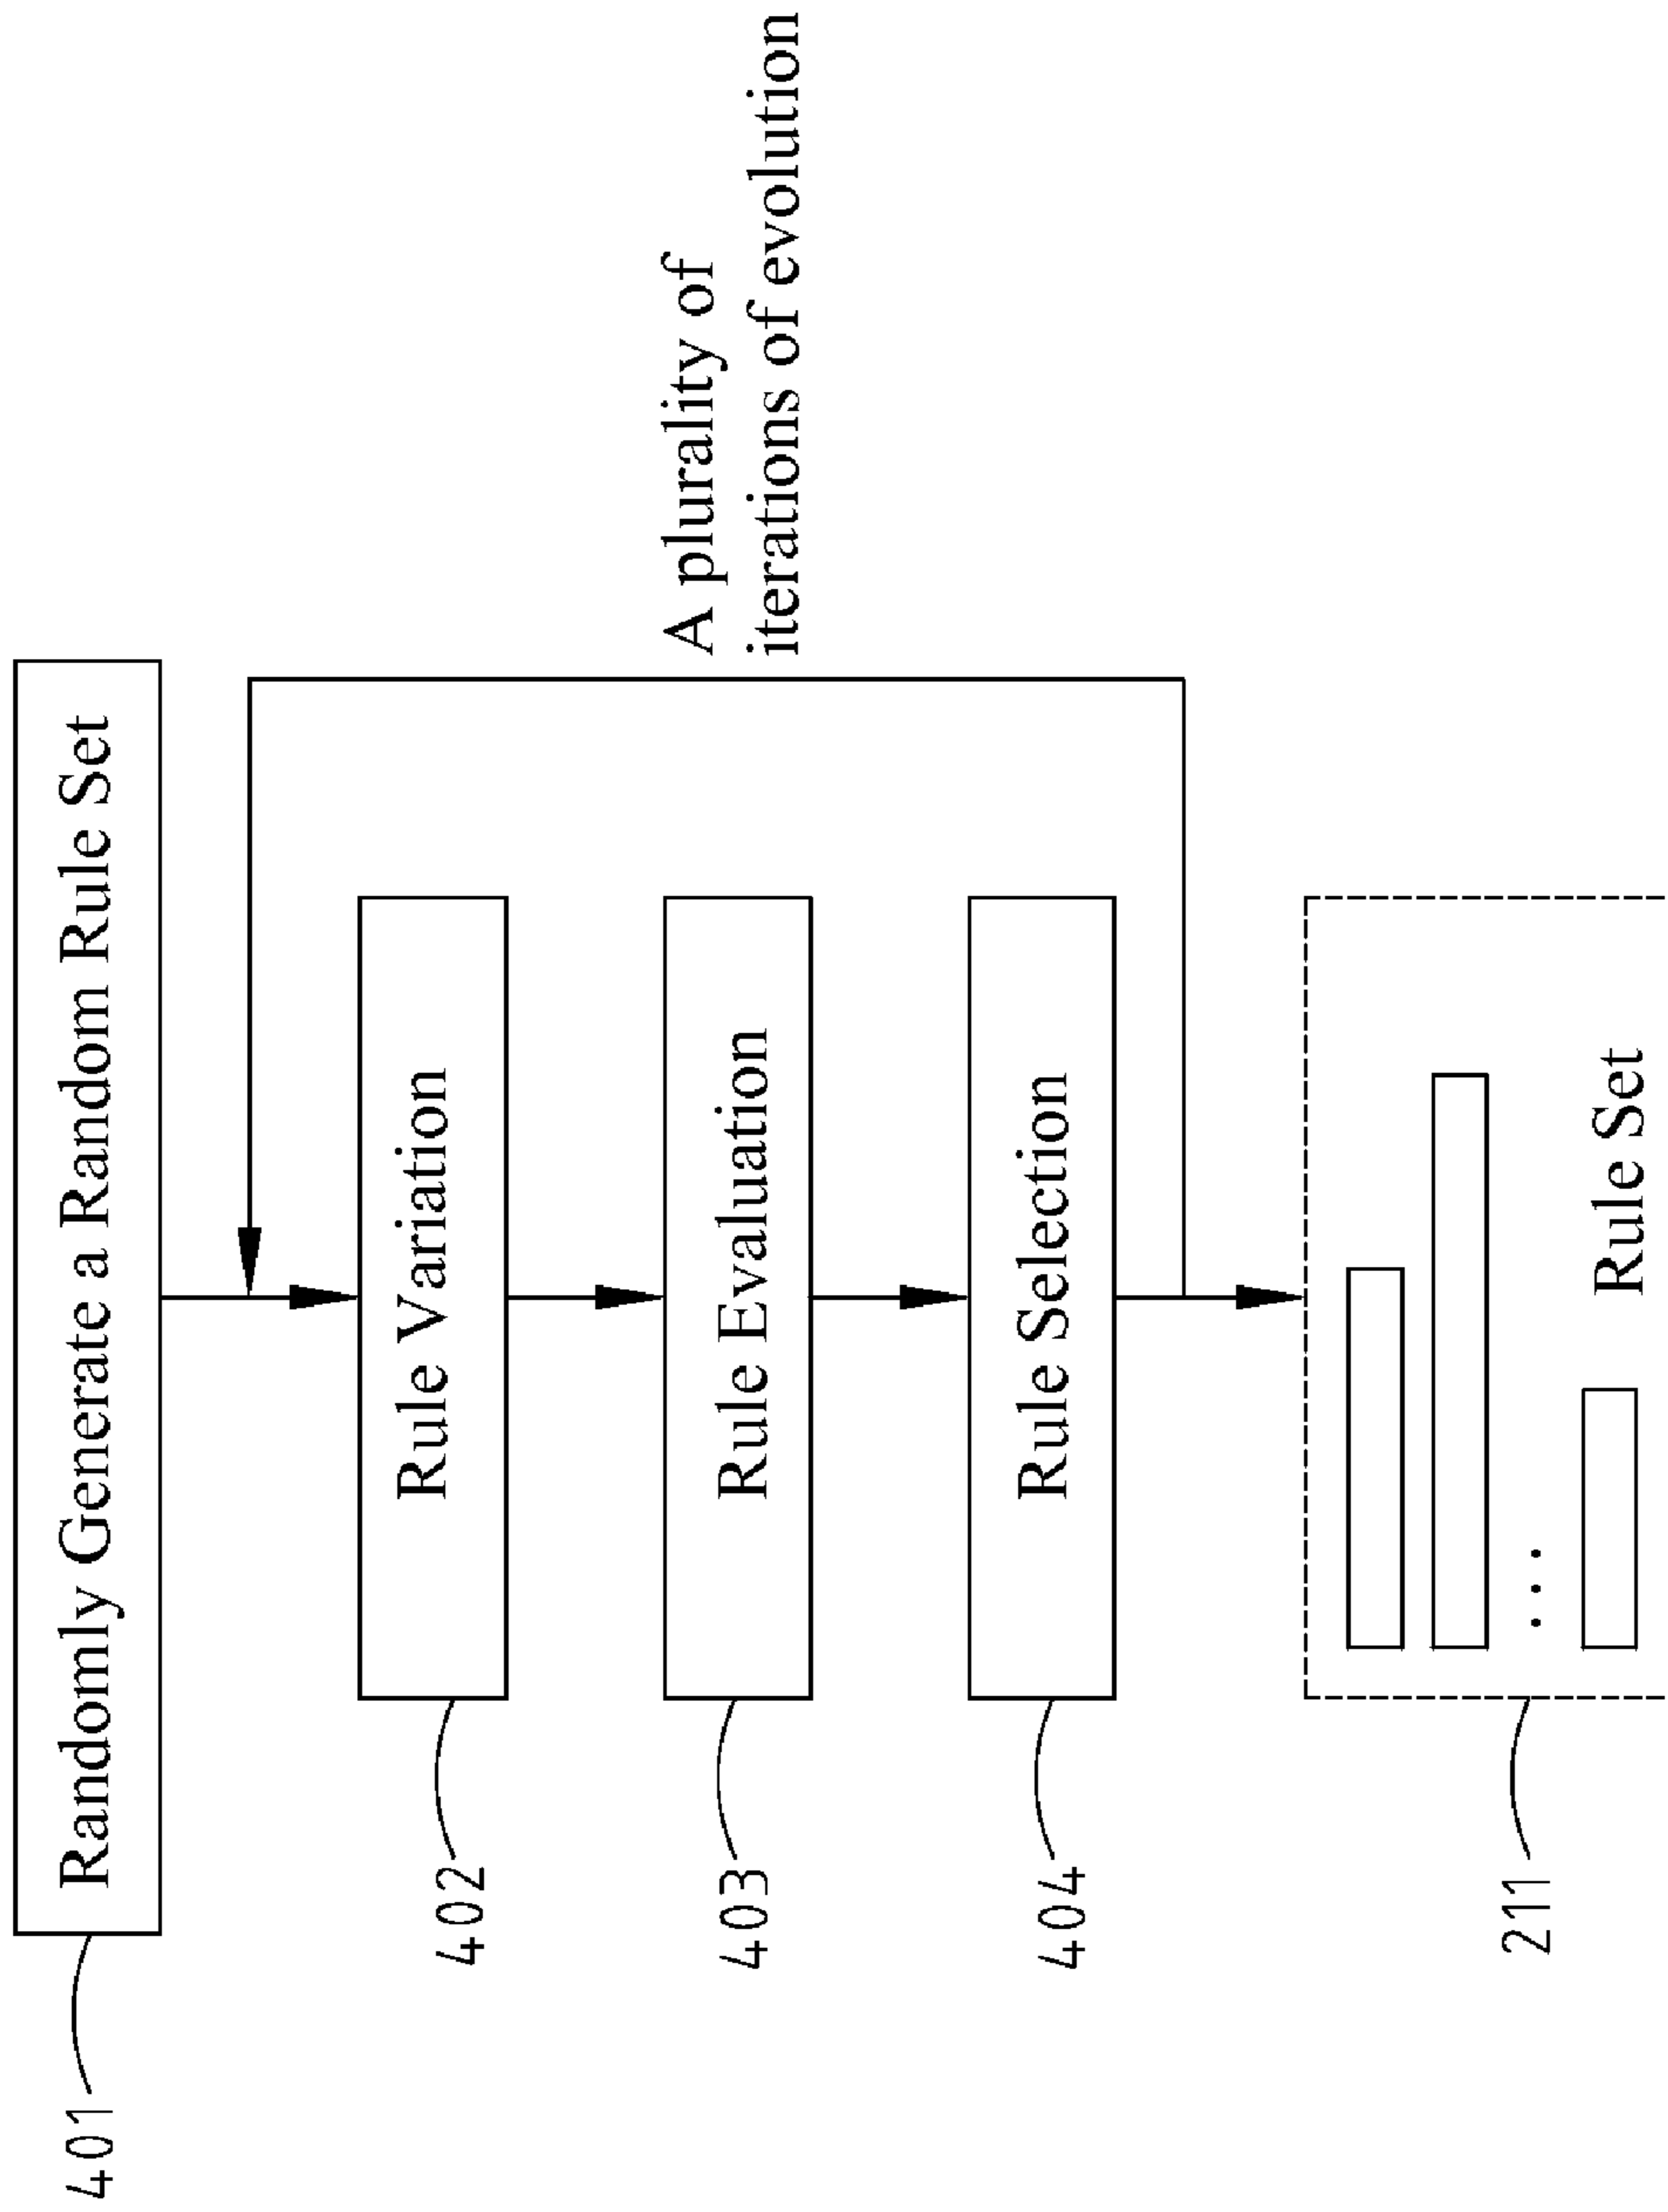 401
Randomly Generate a Random Rule Set
402
Rule Variation
A plurality of
iterations of evolution
403
Rule Evaluation
404
Rule Selection
211
...
Rule Set